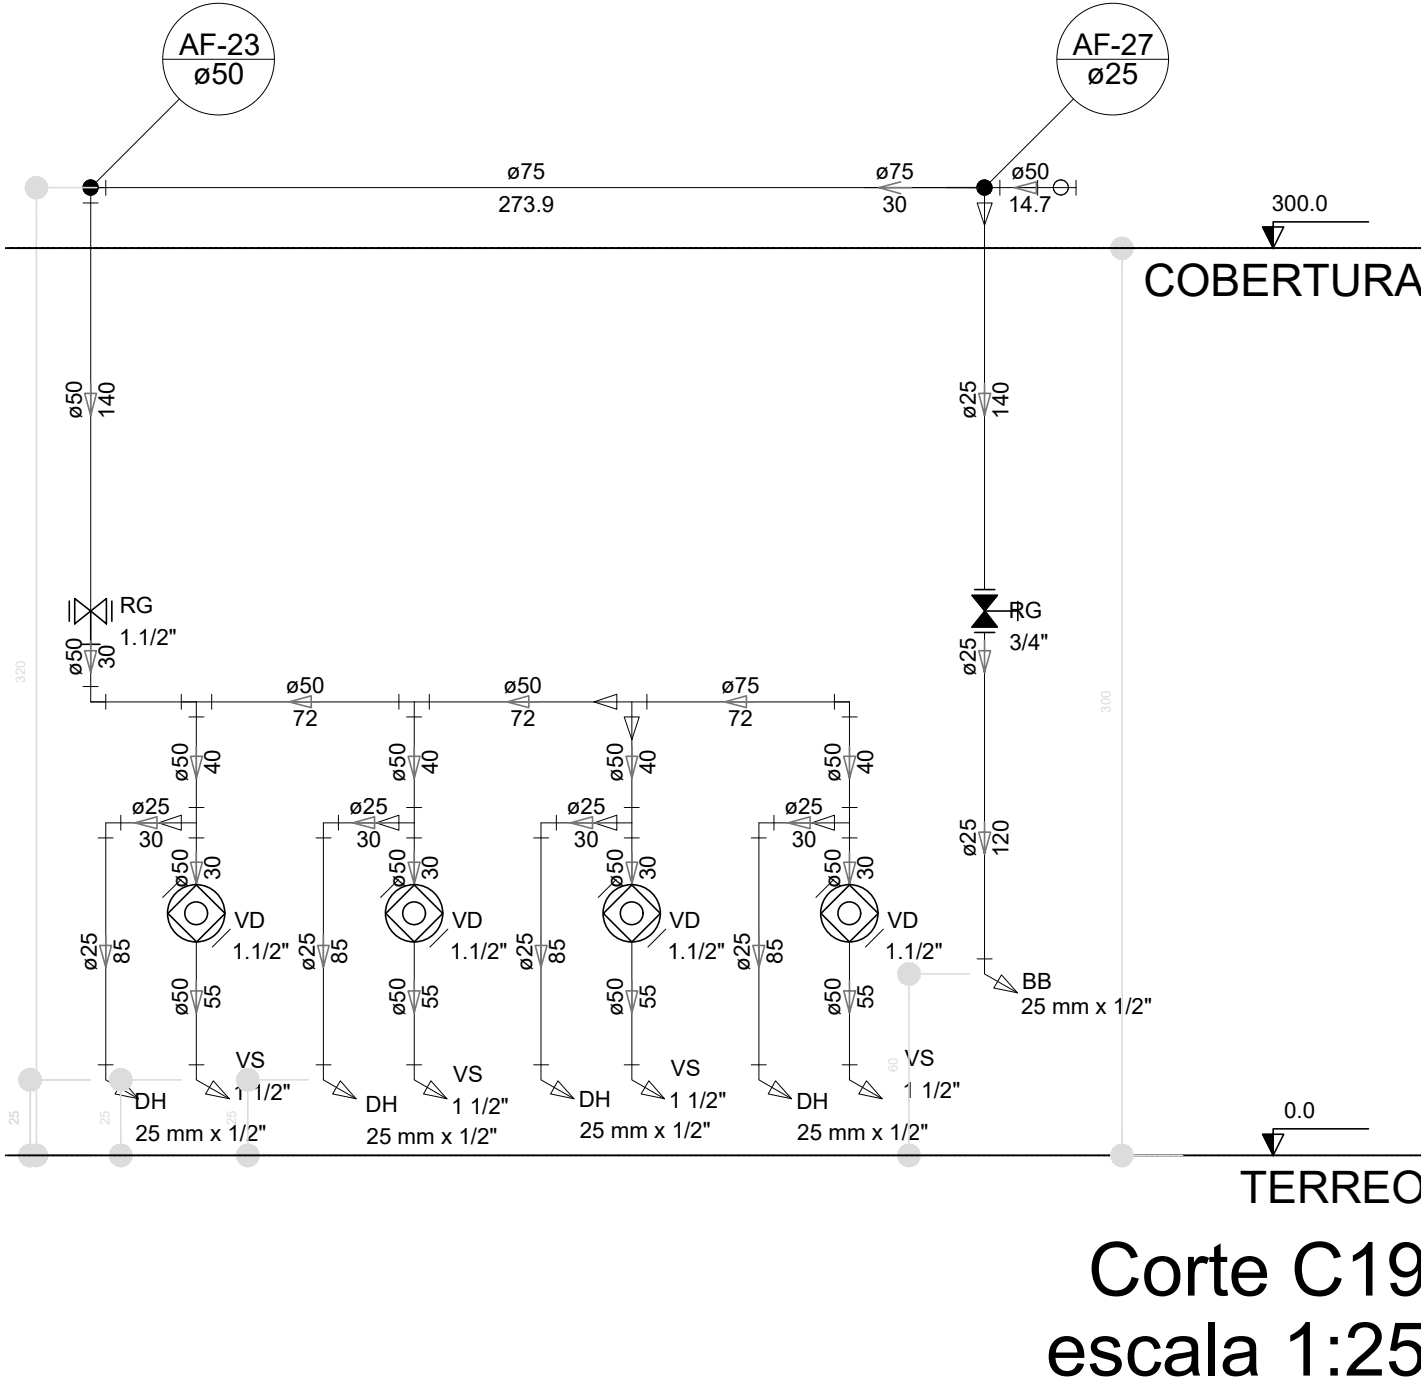 AF-23
ø50
AF-27
ø25
ø75
273.9
ø75
30
ø50
14.7
300.0
COBERTURA
ø50
140
ø25
140
RG
1.1/2"
RG
3/4"
ø50
30
ø25
320
300
ø50
72
ø50
72
ø75
72
ø50
40
ø50
40
ø50
40
ø50
40
ø25
30
ø25
30
ø25
30
ø25
30
ø25
120
ø50
30
ø50
30
ø50
30
ø50
30
VD
1.1/2"
VD
1.1/2"
VD
1.1/2"
VD
1.1/2"
ø25
85
ø25
85
ø25
85
ø25
85
ø50
55
ø50
55
ø50
55
ø50
55
BB
25 mm x 1/2"
VS
1 1/2"
VS
1 1/2"
VS
1 1/2"
VS
1 1/2"
60
DH
25 mm x 1/2"
DH
25 mm x 1/2"
DH
25 mm x 1/2"
DH
25 mm x 1/2"
25
25
25
0.0
TERREO
Corte C19
escala 1:25